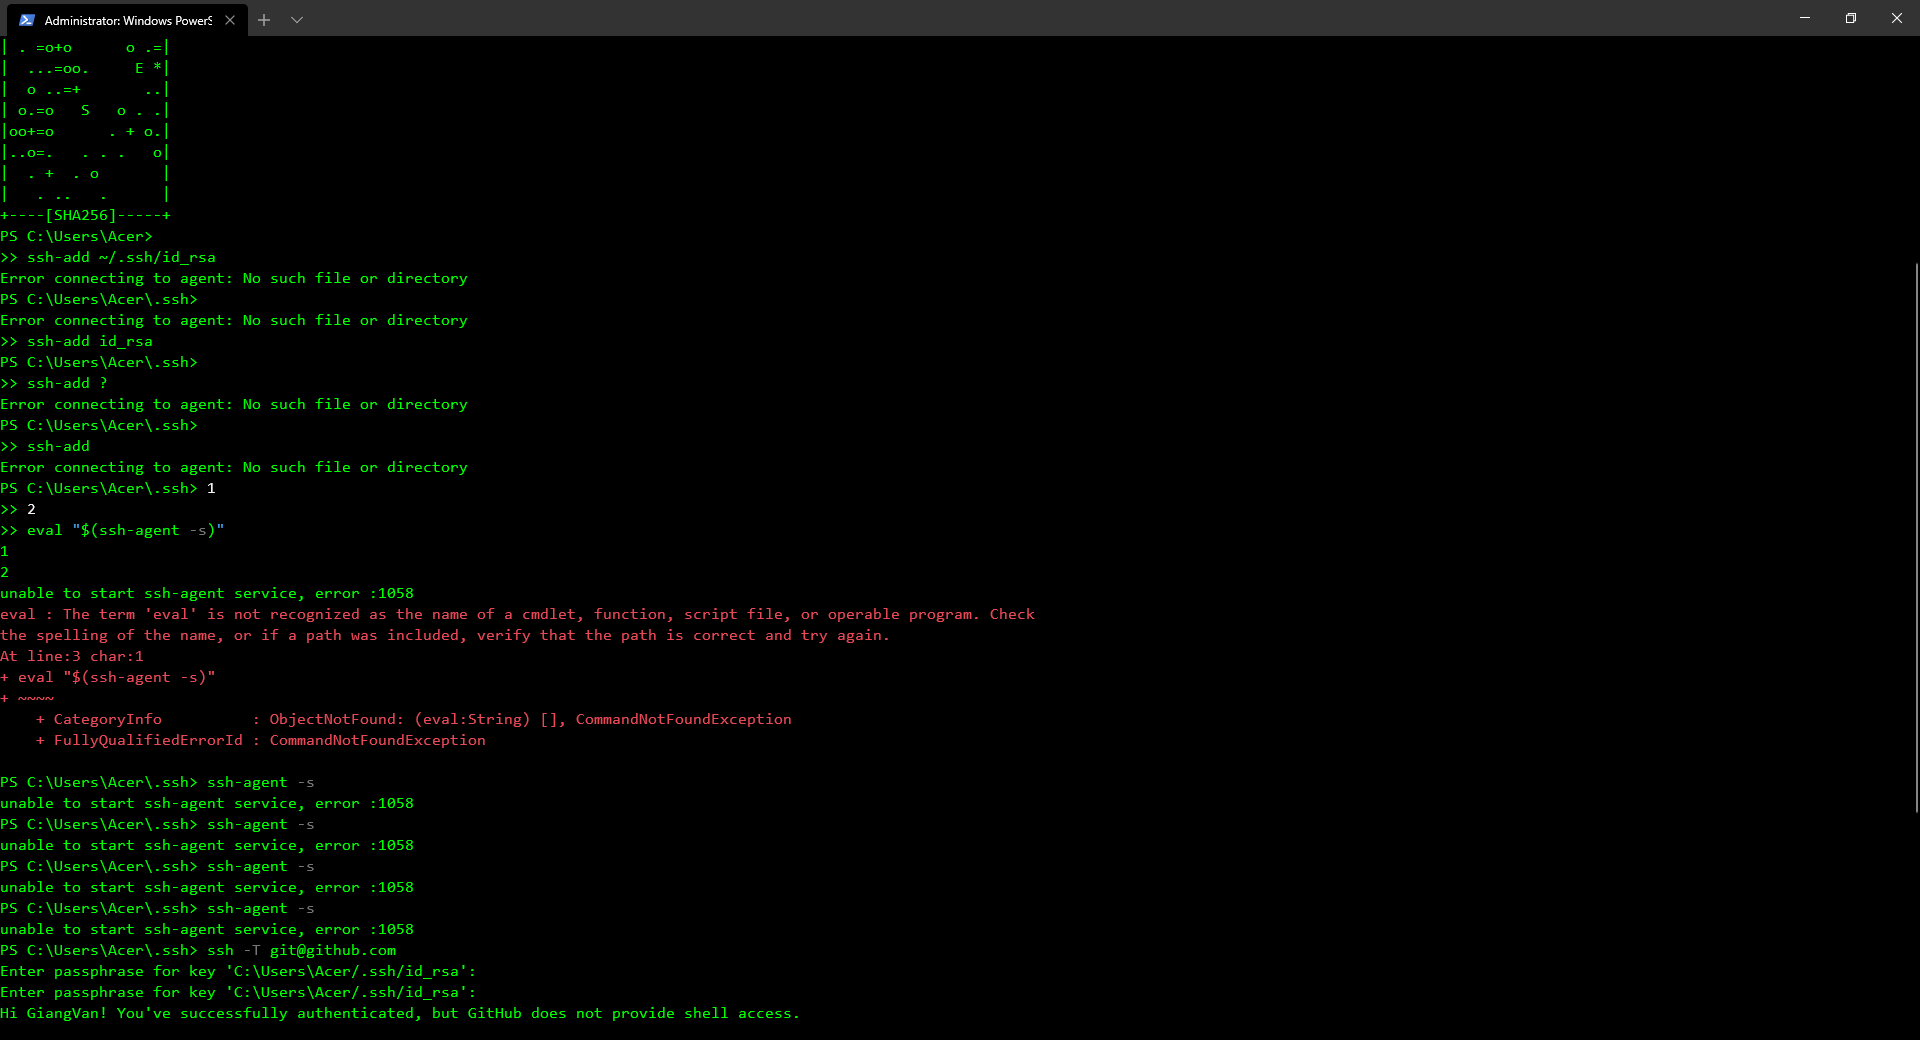 Administrator: Windows PowerS
| . =o+o      o .=|
|  ...=oo.     E *|
|  o ..=+       ..|
| o.=o   S   o . .|
|oo+=o      . + o.|
|..o=.   . . .   o|
|  . +  . o       |
|   . ..   .      |
+----[SHA256]-----+
PS C:\Users\Acer>
>> ssh-add ~/.ssh/id_rsa
Error connecting to agent: No such file or directory
PS C:\Users\Acer\.ssh>
Error connecting to agent: No such file or directory
>> ssh-add id_rsa
PS C:\Users\Acer\.ssh>
>> ssh-add ?
Error connecting to agent: No such file or directory
PS C:\Users\Acer\.ssh>
>> ssh-add
Error connecting to agent: No such file or directory
PS C:\Users\Acer\.ssh> 1
>> 2
>> eval "$(ssh-agent -s)"
1
2
unable to start ssh-agent service, error :1058
eval : The term 'eval' is not recognized as the name of a cmdlet, function, script file, or operable program. Check
the spelling of the name, or if a path was included, verify that the path is correct and try again.
At line:3 char:1
+ eval "$(ssh-agent -s)"
+ ~~~~
    + CategoryInfo          : ObjectNotFound: (eval:String) [], CommandNotFoundException
    + FullyQualifiedErrorId : CommandNotFoundException
PS C:\Users\Acer\.ssh> ssh-agent -s
unable to start ssh-agent service, error :1058
PS C:\Users\Acer\.ssh> ssh-agent -s
unable to start ssh-agent service, error :1058
PS C:\Users\Acer\.ssh> ssh-agent -s
unable to start ssh-agent service, error :1058
PS C:\Users\Acer\.ssh> ssh-agent -s
unable to start ssh-agent service, error :1058
PS C:\Users\Acer\.ssh> ssh -T git@github.com
Enter passphrase for key 'C:\Users\Acer/.ssh/id_rsa':
Enter passphrase for key 'C:\Users\Acer/.ssh/id_rsa':
Hi GiangVan! You've successfully authenticated, but GitHub does not provide shell access.